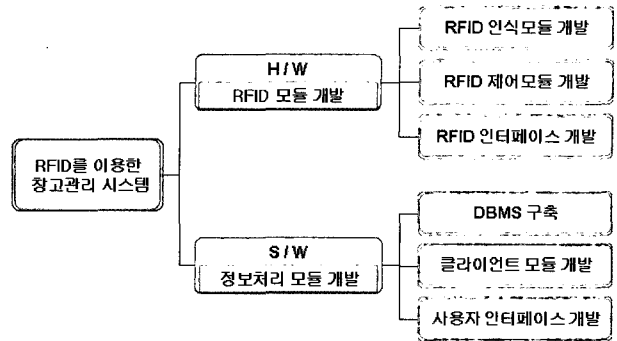 RFID 인식모듈 개발
H/W
RFID 모듈 개발
RFID 제어모듈 개발
RFID 인터페이스 개발
RFID를 이용한
창고관리 시스템
DBMS 구축
S/W
정보처리 모듈 개발
클라이언트 모듈 개발
사용자 인터페이스 개발